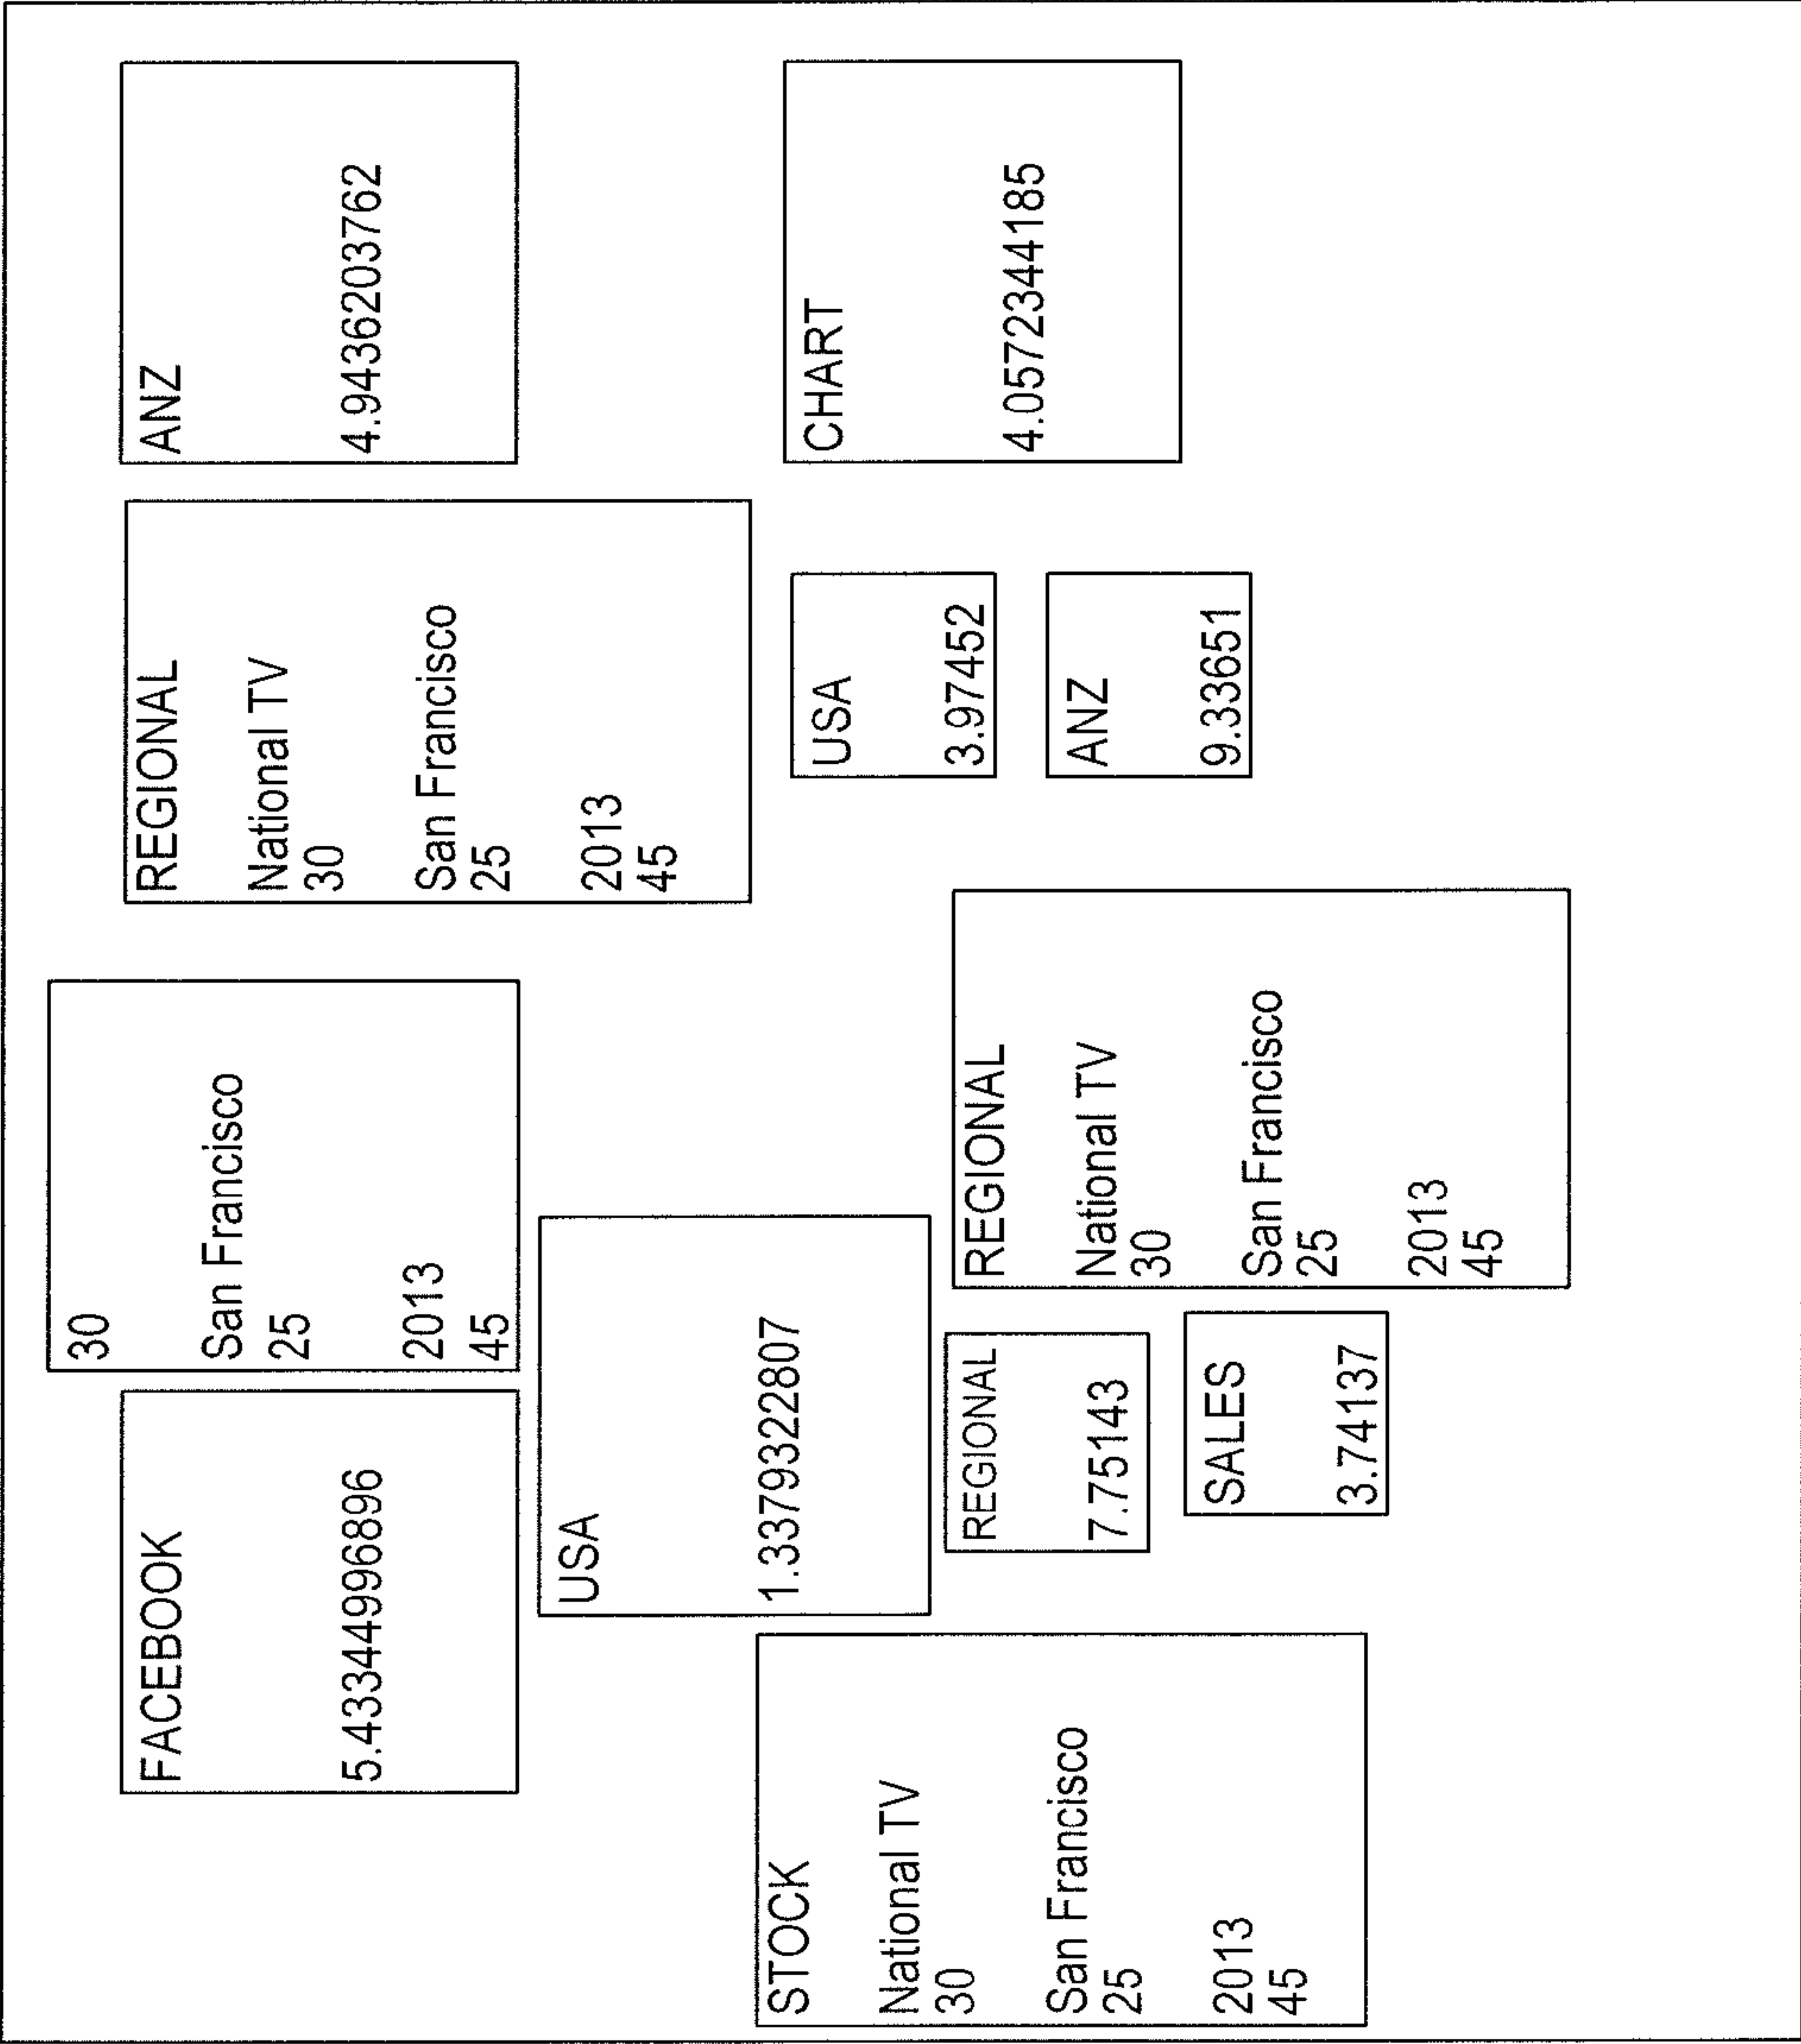 FACEBOOK
5.43344996896
30
San Francisco
25
2013
45
REGIONAL
National TV
30
San Francisco
25
2013
45
ANZ
4.9436203762
USA
1.3379322807
STOCK
National TV
30
San Francisco
25
2013
45
USA
3.97452
CHART
4.0572344185
REGIONAL
7.75143
REGIONAL
National TV
30
San Francisco
25
2013
45
ANZ
9.33651
SALES
3.74137